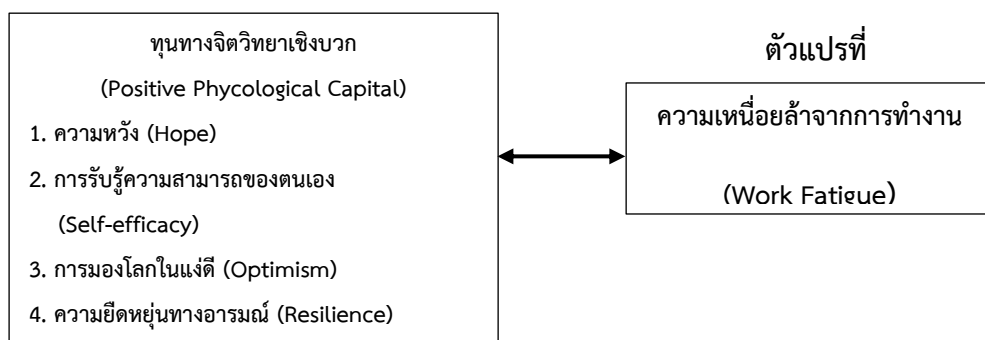 ทุนทางจิตวิทยาเชิงบวก
(Positive Phycological Capital)
1. ความหวัง (Hope)
2. การรับรู้ความสามารถของตนเอง
(Self-efficacy)
3. การมองโลกในแง่ดี (Optimism)
4. ความยืดหยุ่นทางอารมณ์ (Resilience)
ตัวแปรที่
ความเหนื่อยล้าจากการทำงาน
(Work Fatigue)